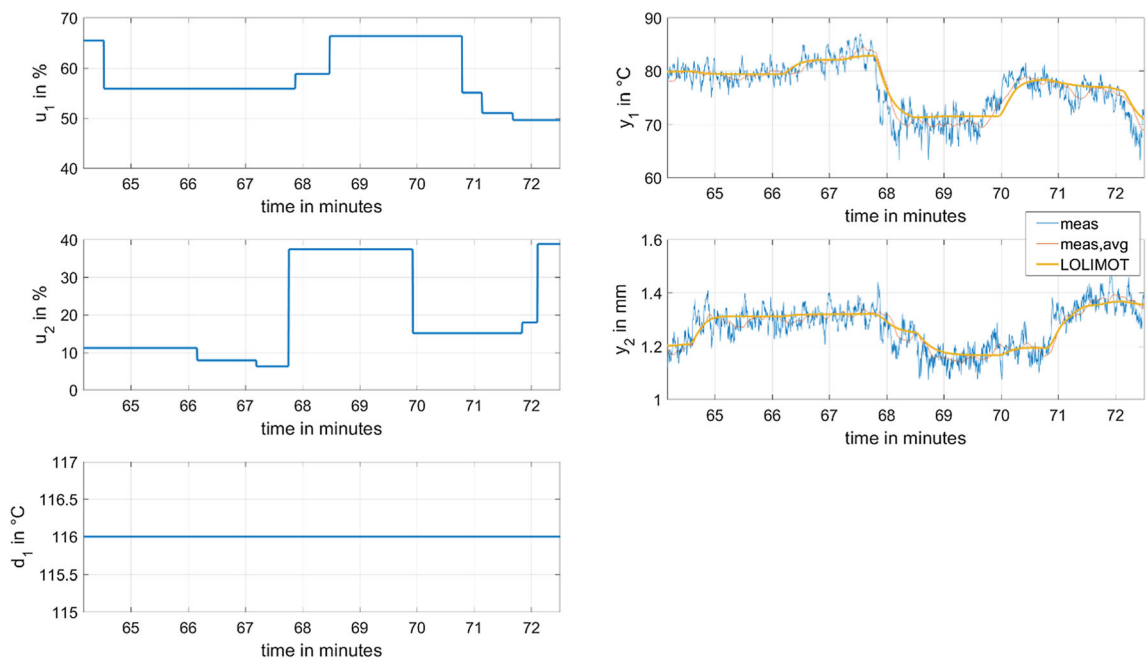 70
60
50
40
u1 in %
65 66 67 68 69 70 71 72
time in minutes
40
30
20
10
0
u2 in %
65 66 67 68 69 70 71 72
time in minutes
117
116.5
116
115.5
115
d1 in °C
65 66 67 68 69 70 71 72
time in minutes
90
80
70
60
y1 in °C
65 66 67 68 69 70 71 72
time in minutes
meas
meas,avg
LOLIMOT
1.6
1.4
1.2
1
y2 in mm
65 66 67 68 69 70 71 72
time in minutes